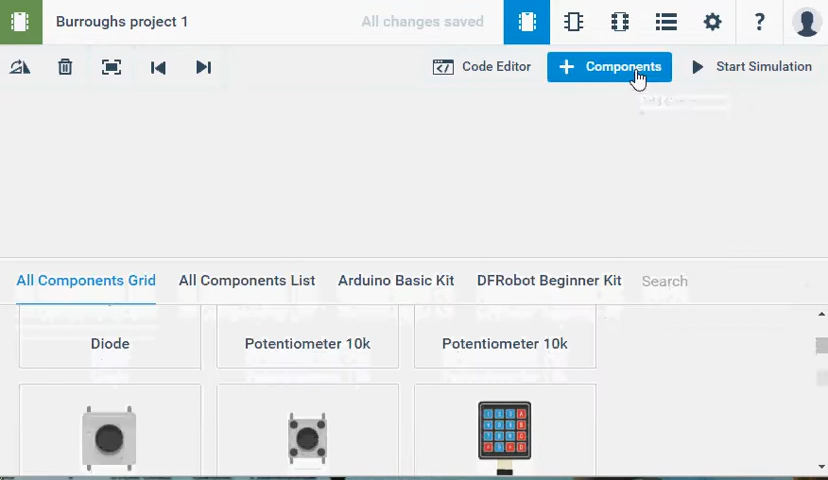 Burroughs project 1
All changes saved
?
Code Editor
+ Components
Start Simulation
All Components Grid
All Components List
Arduino Basic Kit
DFRobot Beginner Kit
Search
Diode
Potentiometer 10k
Potentiometer 10k